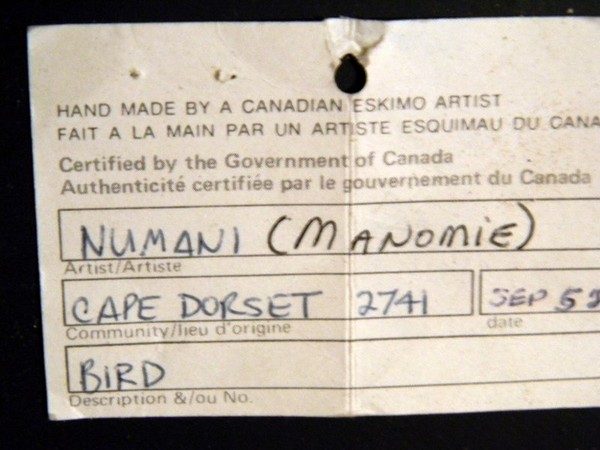 HAND MADE BY A CANADIAN ESKIMO ARTIST
FAIT A LA MAIN PAR UN ARTISTE ESQUIMAU DU CANA
Certified by the Government of Canada
Authenticité certifiée par le gouvernement du Canada
NUMANI (MANOMIE)
Artist/Artiste
CAPE DORSET 2741 SEP 52
Community/lieu d'origine date
BIRD
Description &/ou No.